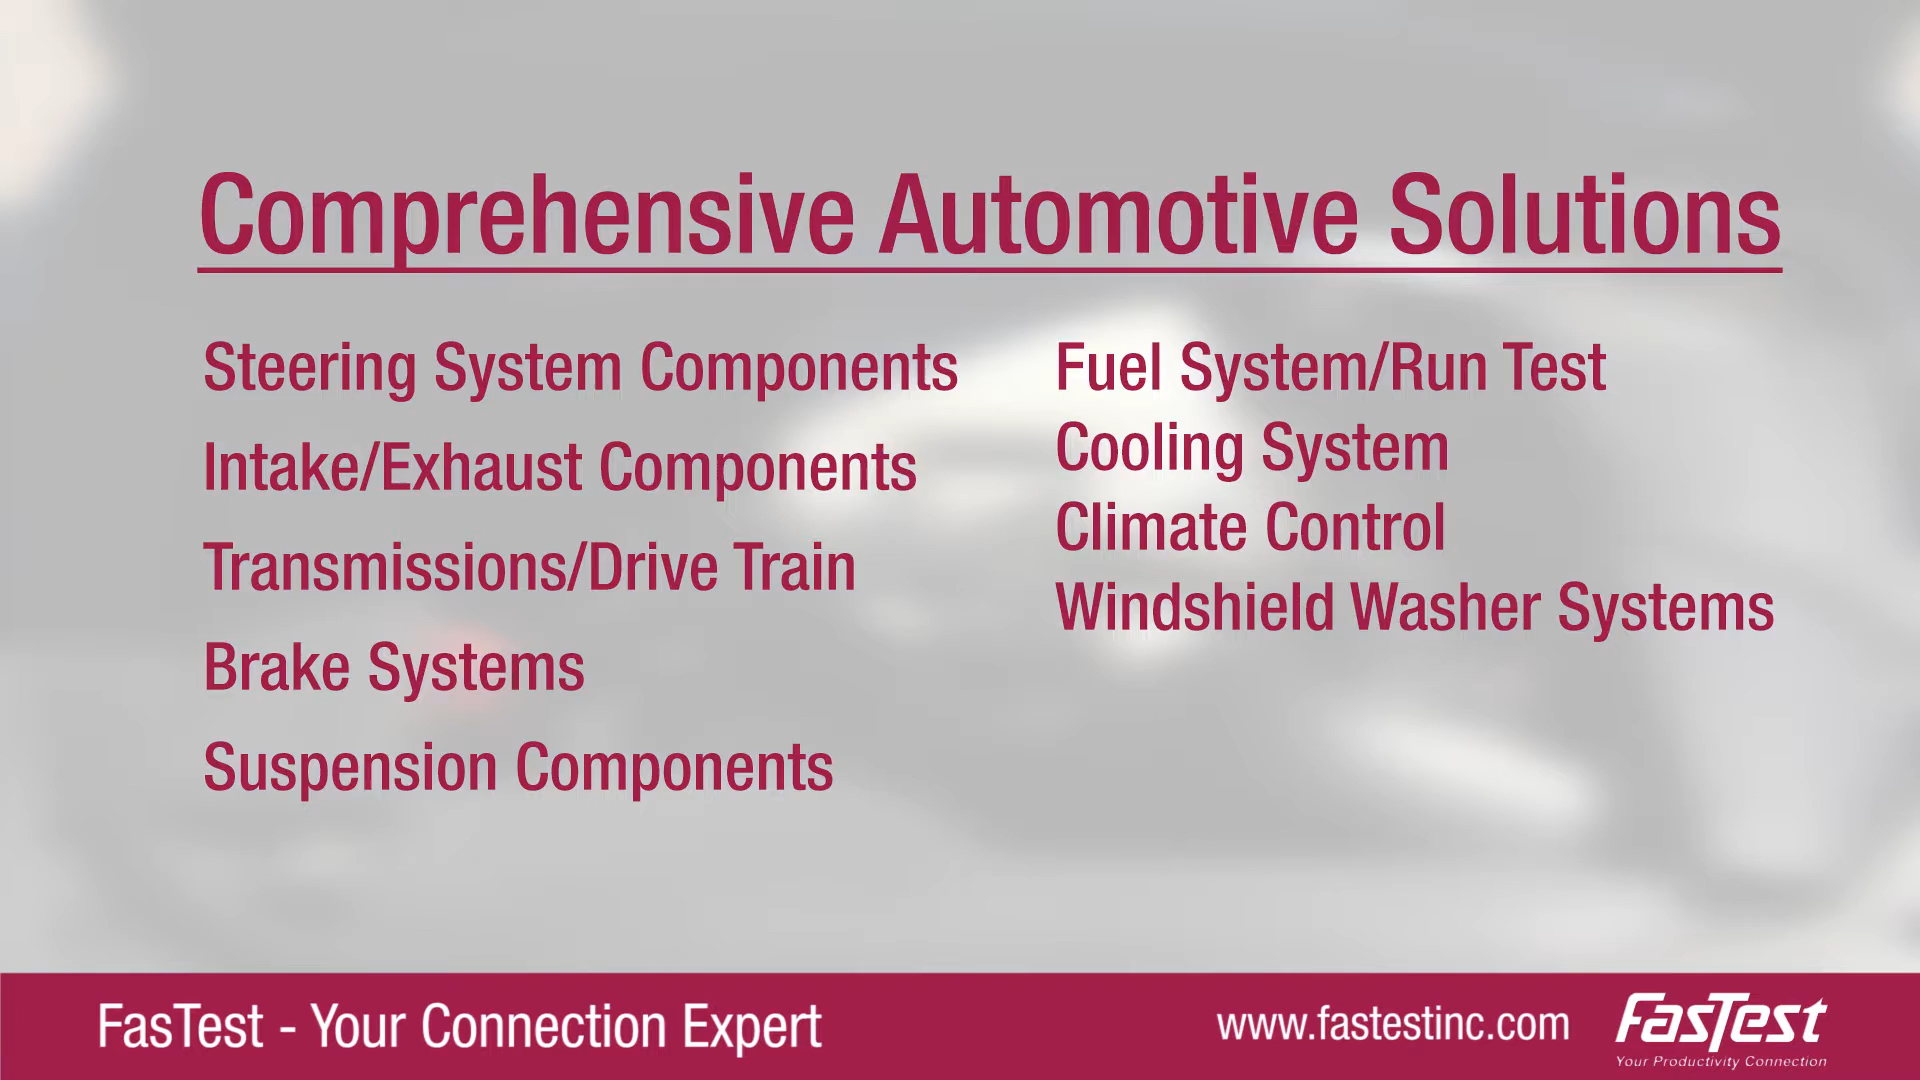 Comprehensive Automotive Solutions
Steering System Components
Intake/Exhaust Components
Transmissions/Drive Train
Brake Systems
Suspension Components
Fuel System/Run Test
Cooling System
Climate Control
Windshield Washer Systems
FasTest - Your Connection Expert
www.fastestinc.com
FasTest
Your Productivity Connection